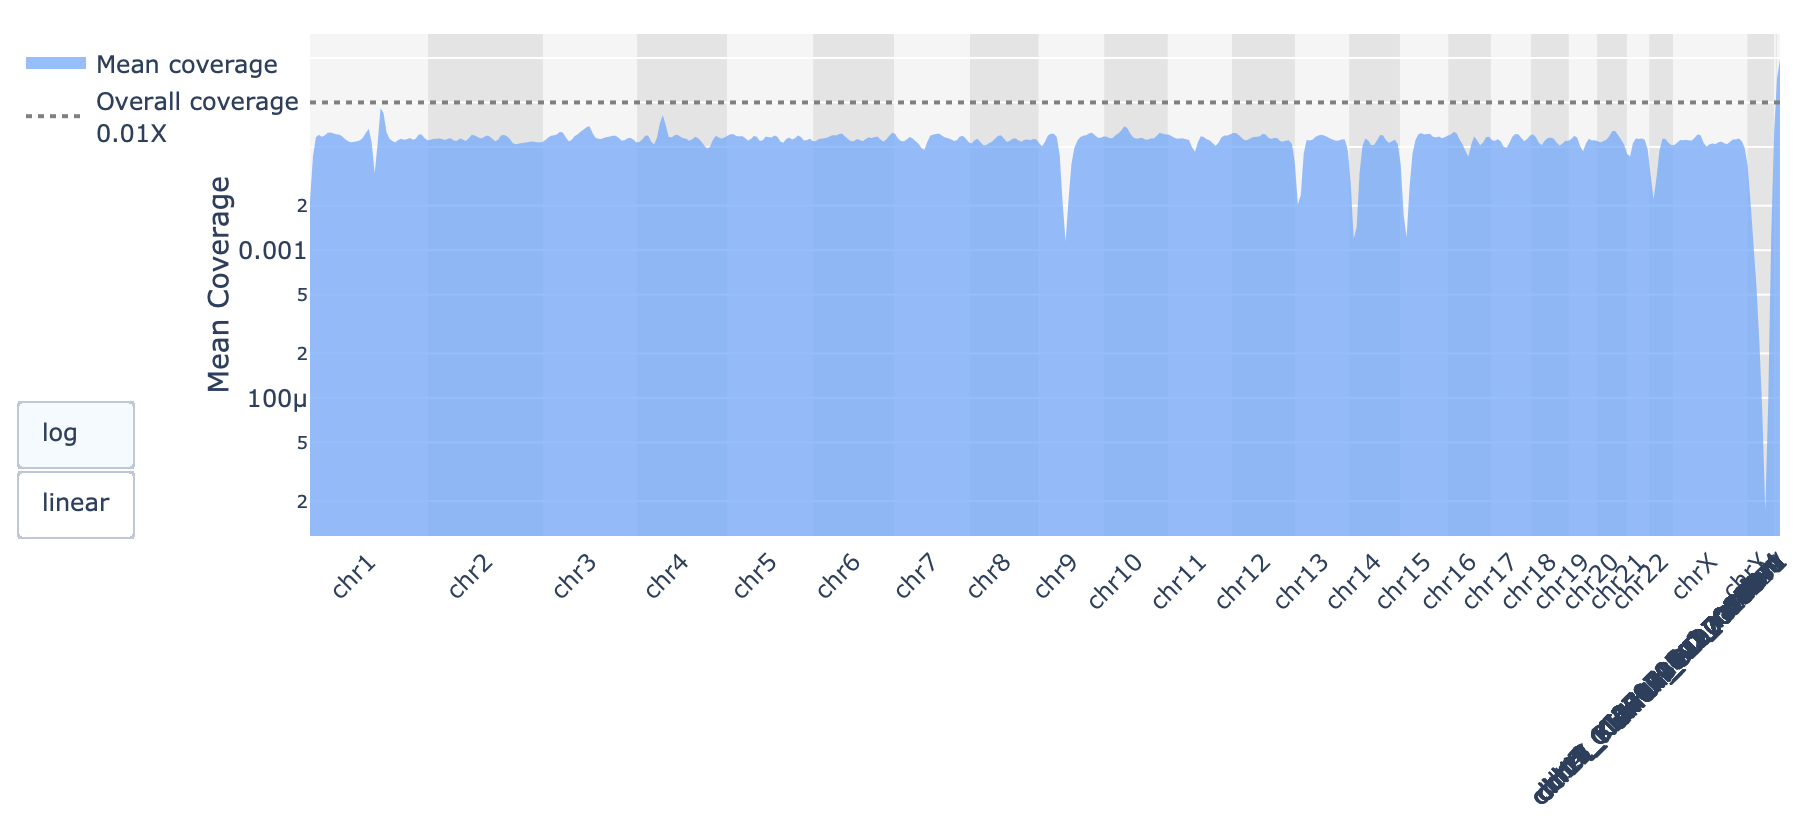 Mean coverage
Overall coverage
0.01X
Mean Coverage
2
0.001
5
2
100µ
5
2
log
linear
chr1
chr2
chr3
chr4
chr5
chr6
chr7
chr8
chr9
chr10
chr11
chr12
chr13
chr14
chr15
chr16
chr17
chr18
chr19
chr20
chr21
chr22
chrX